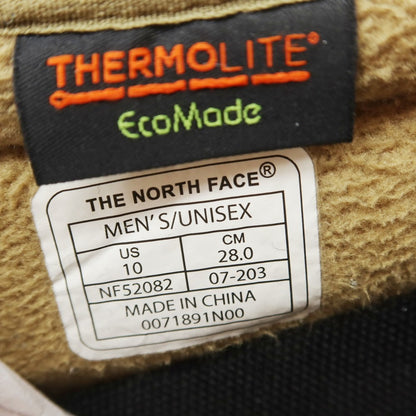 THERMOLITE®
EcoMade
THE NORTH FACE®
MEN'S/UNISEX
US CM
10 28.0
NF52082 07-203
MADE IN CHINA
0071891N00